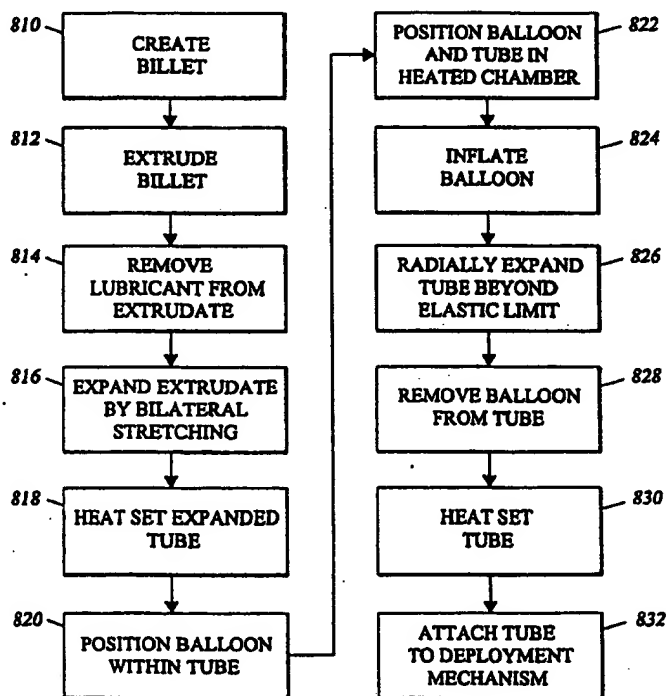 810
CREATE
BILLET
812
EXTRUDE
BILLET
814
REMOVE
LUBRICANT FROM
EXTRUDATE
816
EXPAND EXTRUDATE
BY BILATERAL
STRETCHING
818
HEAT SET EXPANDED
TUBE
820
POSITION BALLOON
WITHIN TUBE
822
POSITION BALLOON
AND TUBE IN
HEATED CHAMBER
824
INFLATE
BALLOON
826
RADIALLY EXPAND
TUBE BEYOND
ELASTIC LIMIT
828
REMOVE BALLOON
FROM TUBE
830
HEAT SET
TUBE
832
ATTACH TUBE
TO DEPLOYMENT
MECHANISM